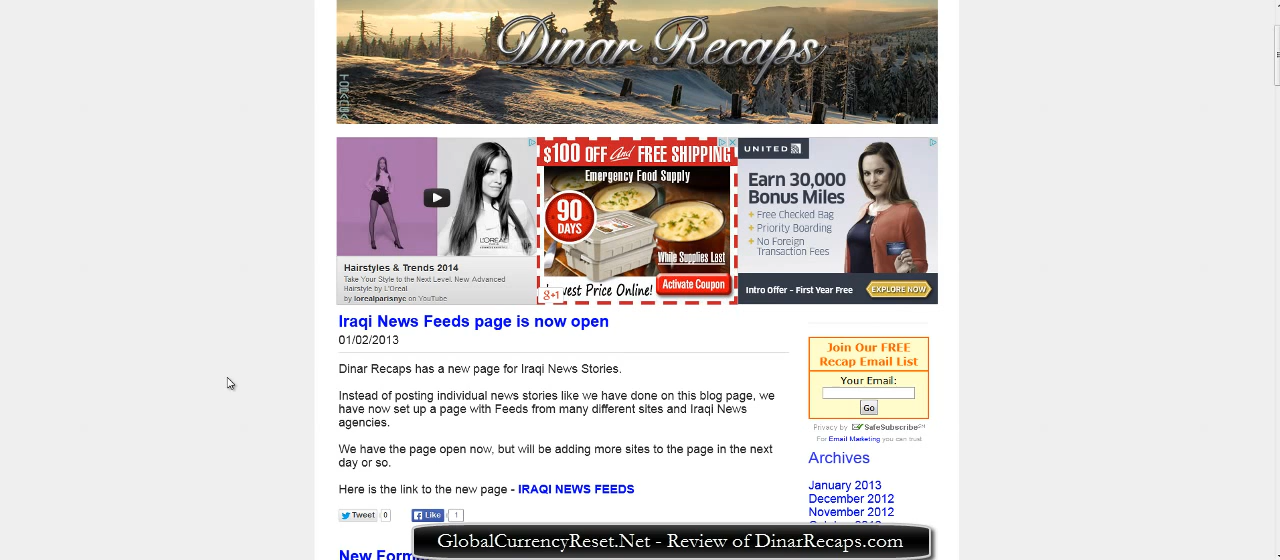 Dinar Recaps
$100 OFF And FREE SHIPPING
Emergency Food Supply
90
DAYS
While Supplies Last
Lowest Price Online!
Activate Coupon
g+1
L'OREAL
Hairstyles & Trends 2014
Take Your Style to the Next Level. New Advanced
Hairstyle by L'Oreal
by lorealparisnyc on YouTube
UNITED
Earn 30,000
Bonus Miles
Free Checked Bag
Priority Boarding
No Foreign
Transaction Fees
Intro Offer - First Year Free
EXPLORE NOW
Iraqi News Feeds page is now open
01/02/2013
Dinar Recaps has a new page for Iraqi News Stories.
Instead of posting individual news stories like we have done on this blog page, we
have now set up a page with Feeds from many different sites and Iraqi News
agencies.
We have the page open now, but will be adding more sites to the page in the next
day or so.
Here is the link to the new page - IRAQI NEWS FEEDS
Tweet 0
Like 1
Join Our FREE
Recap Email List
Your Email:
Go
Privacy by SafeSubscribe SM
For Email Marketing you can trust
Archives
January 2013
December 2012
November 2012
New Form
GlobalCurrencyReset.Net - Review of DinarRecaps.com